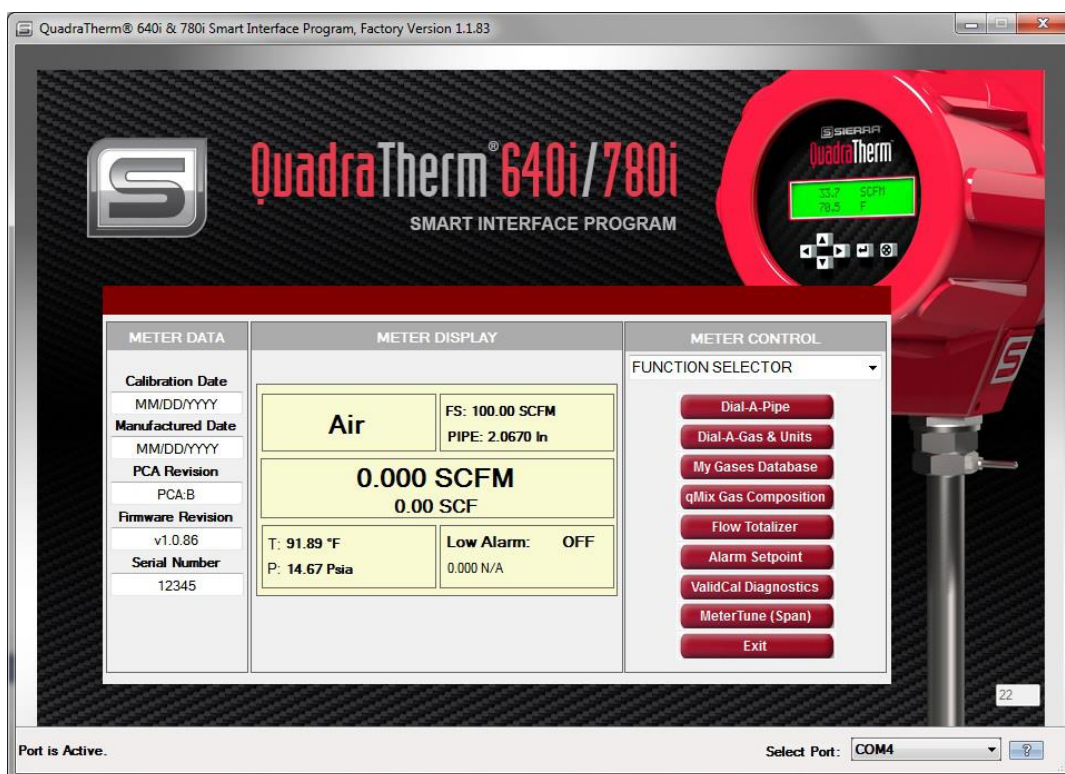 QuadraTherm® 640i & 780i Smart Interface Program, Factory Version 1.1.83
QuadraTherm® 640i/780i
SMART INTERFACE PROGRAM
SIERRA
QuadraTherm
33.7 SCFM
70.5 F
METER DATA
Calibration Date
MM/DD/YYYY
Manufactured Date
MM/DD/YYYY
PCA Revision
PCA:B
Firmware Revision
v1.0.86
Serial Number
12345
METER DISPLAY
Air
FS: 100.00 SCFM
PIPE: 2.0670 In
0.000 SCFM
0.00 SCF
T: 91.89 °F
P: 14.67 Psia
Low Alarm: OFF
0.000 N/A
METER CONTROL
FUNCTION SELECTOR
Dial-A-Pipe
Dial-A-Gas & Units
My Gases Database
qMix Gas Composition
Flow Totalizer
Alarm Setpoint
ValidCal Diagnostics
MeterTune (Span)
Exit
22
Port is Active.
Select Port: COM4
?